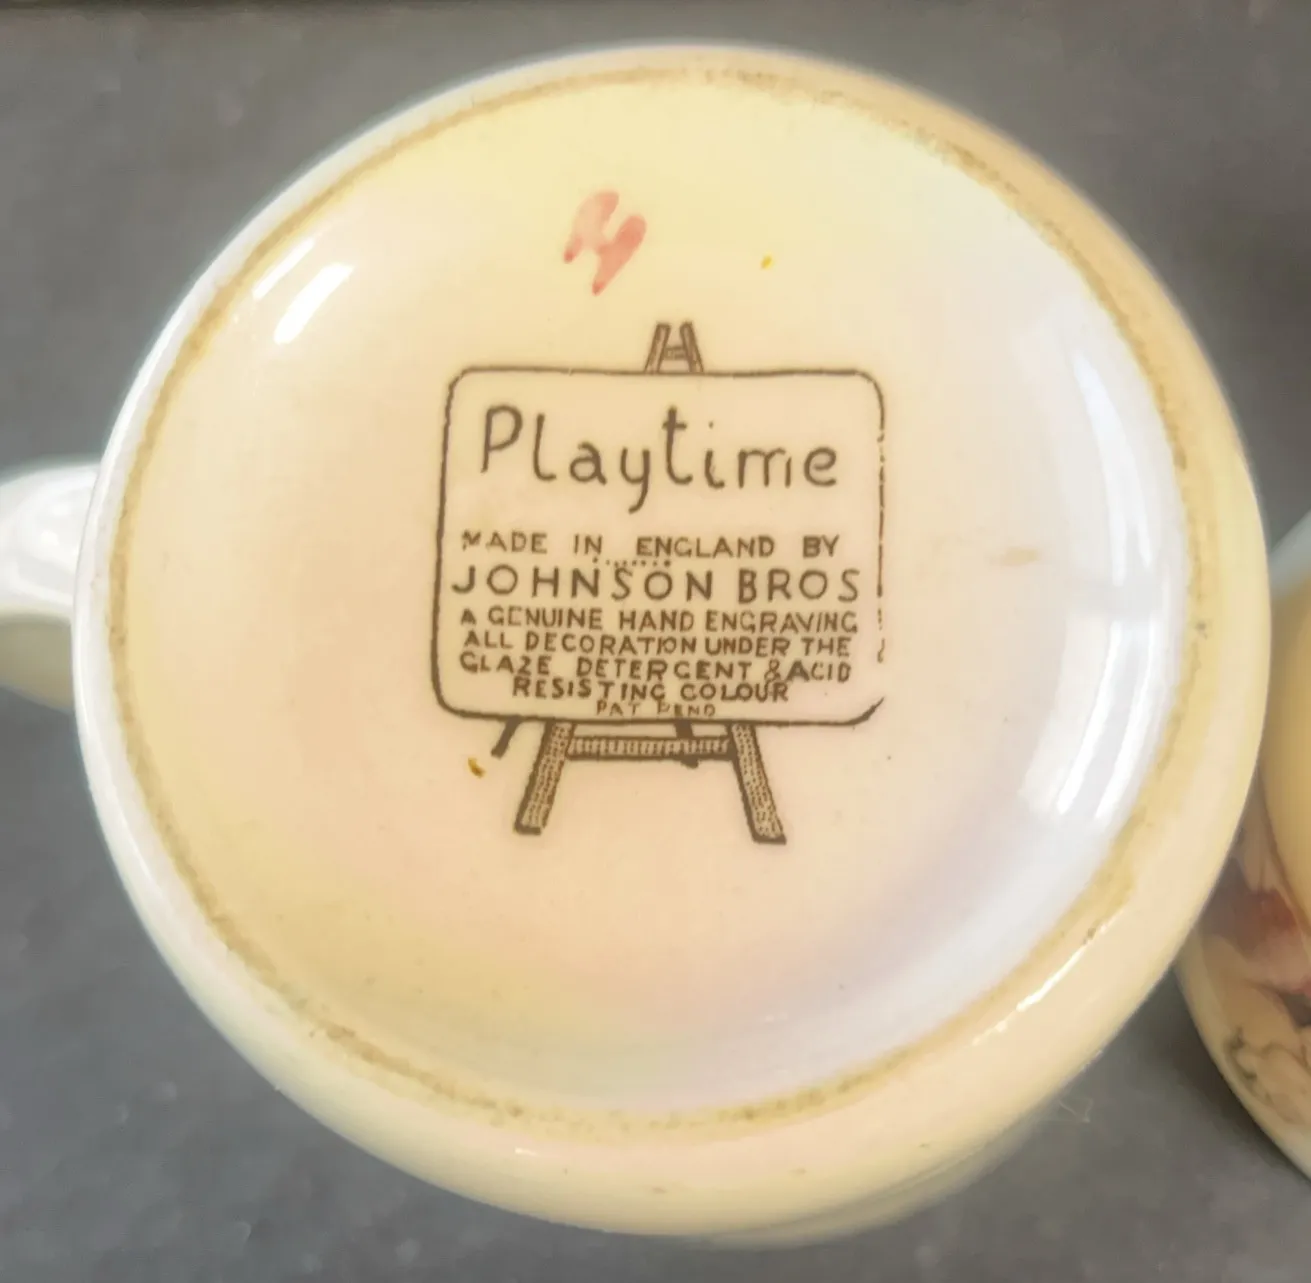 Playtime
MADE IN ENGLAND BY
JOHNSON BROS
A GENUINE HAND ENGRAVING
ALL DECORATION UNDER THE
GLAZE DETERGENT & ACID
RESISTING COLOUR
PAT PEND